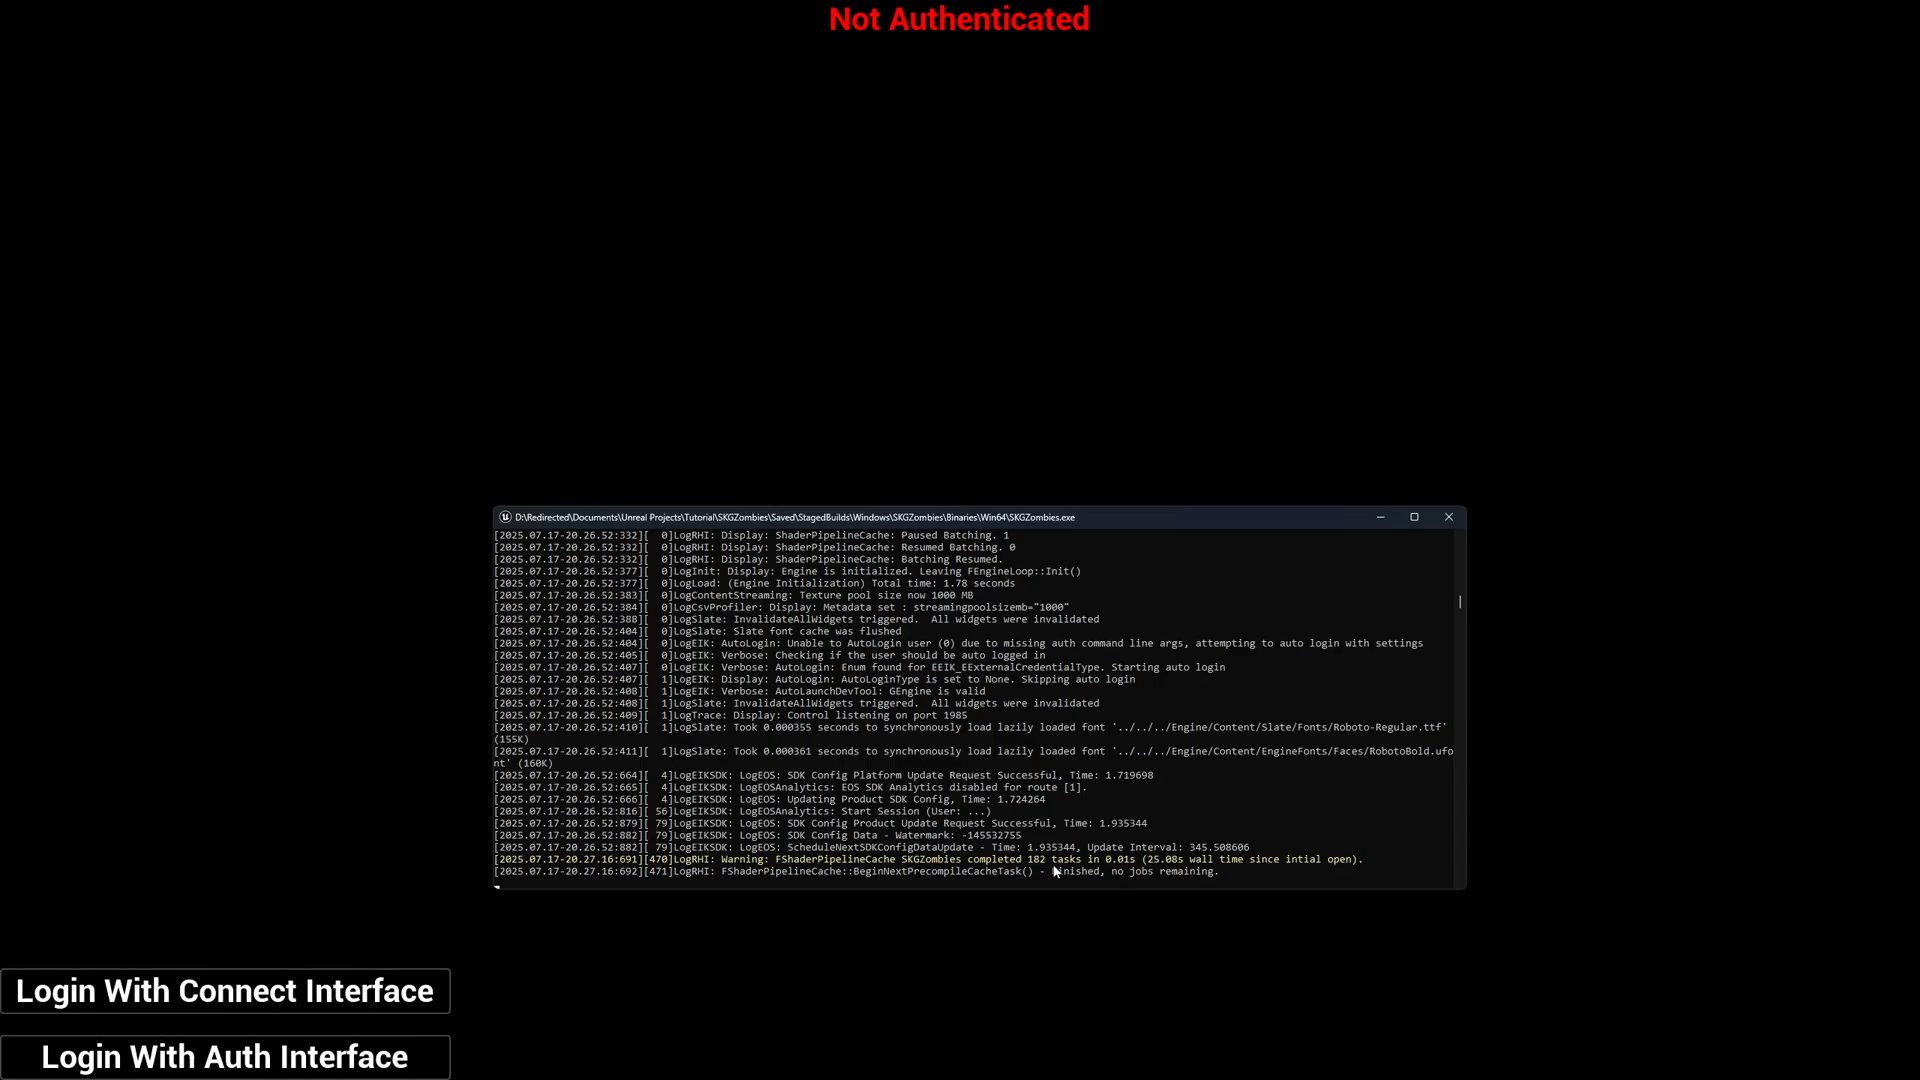 Not Authenticated
D:\Redirected\Documents\Unreal Projects\Tutorial\SKGZombies\Saved\StagedBuilds\Windows\SKGZombies\Binaries\Win64\SKGZombies.exe
[2025.07.17-20.26.52:332][  0]LogRHI: Display: ShaderPipelineCache: Paused Batching. 1
[2025.07.17-20.26.52:332][  0]LogRHI: Display: ShaderPipelineCache: Resumed Batching. 0
[2025.07.17-20.26.52:332][  0]LogRHI: Display: ShaderPipelineCache: Batching Resumed.
[2025.07.17-20.26.52:377][  0]LogInit: Display: Engine is initialized. Leaving FEngineLoop::Init()
[2025.07.17-20.26.52:377][  0]LogLoad: (Engine Initialization) Total time: 1.78 seconds
[2025.07.17-20.26.52:383][  0]LogContentStreaming: Texture pool size now 1000 MB
[2025.07.17-20.26.52:384][  0]LogCsvProfiler: Display: Metadata set : streamingpoolsizemb="1000"
[2025.07.17-20.26.52:388][  0]LogSlate: InvalidateAllWidgets triggered.  All widgets were invalidated
[2025.07.17-20.26.52:404][  0]LogSlate: Slate font cache was flushed
[2025.07.17-20.26.52:404][  0]LogEIK: AutoLogin: Unable to AutoLogin user (0) due to missing auth command line args, attempting to auto login with settings
[2025.07.17-20.26.52:405][  0]LogEIK: Verbose: Checking if the user should be auto logged in
[2025.07.17-20.26.52:407][  0]LogEIK: Verbose: AutoLogin: Enum found for EEIK_EExternalCredentialType. Starting auto login
[2025.07.17-20.26.52:407][  1]LogEIK: Display: AutoLogin: AutoLoginType is set to None. Skipping auto login
[2025.07.17-20.26.52:408][  1]LogEIK: Verbose: AutoLaunchDevTool: GEngine is valid
[2025.07.17-20.26.52:408][  1]LogSlate: InvalidateAllWidgets triggered.  All widgets were invalidated
[2025.07.17-20.26.52:409][  1]LogTrace: Display: Control listening on port 1985
[2025.07.17-20.26.52:410][  1]LogSlate: Took 0.000355 seconds to synchronously load lazily loaded font '../../../Engine/Content/Slate/Fonts/Roboto-Regular.ttf'
(155K)
[2025.07.17-20.26.52:411][  1]LogSlate: Took 0.000361 seconds to synchronously load lazily loaded font '../../../Engine/Content/EngineFonts/Faces/RobotoBold.ufo
nt' (160K)
[2025.07.17-20.26.52:664][  4]LogEIKSDK: LogEOS: SDK Config Platform Update Request Successful, Time: 1.719698
[2025.07.17-20.26.52:665][  4]LogEIKSDK: LogEOSAnalytics: EOS SDK Analytics disabled for route [1].
[2025.07.17-20.26.52:666][  4]LogEIKSDK: LogEOS: Updating Product SDK Config, Time: 1.724264
[2025.07.17-20.26.52:816][ 56]LogEIKSDK: LogEOSAnalytics: Start Session (User: ...)
[2025.07.17-20.26.52:879][ 79]LogEIKSDK: LogEOS: SDK Config Product Update Request Successful, Time: 1.935344
[2025.07.17-20.26.52:882][ 79]LogEIKSDK: LogEOS: SDK Config Data - Watermark: -145532755
[2025.07.17-20.26.52:882][ 79]LogEIKSDK: LogEOS: ScheduleNextSDKConfigDataUpdate - Time: 1.935344, Update Interval: 345.508606
[2025.07.17-20.27.16:691][470]LogRHI: Warning: FShaderPipelineCache SKGZombies completed 182 tasks in 0.01s (25.08s wall time since intial open).
[2025.07.17-20.27.16:692][471]LogRHI: FShaderPipelineCache::BeginNextPrecompileCacheTask() - finished, no jobs remaining.
Login With Connect Interface
Login With Auth Interface